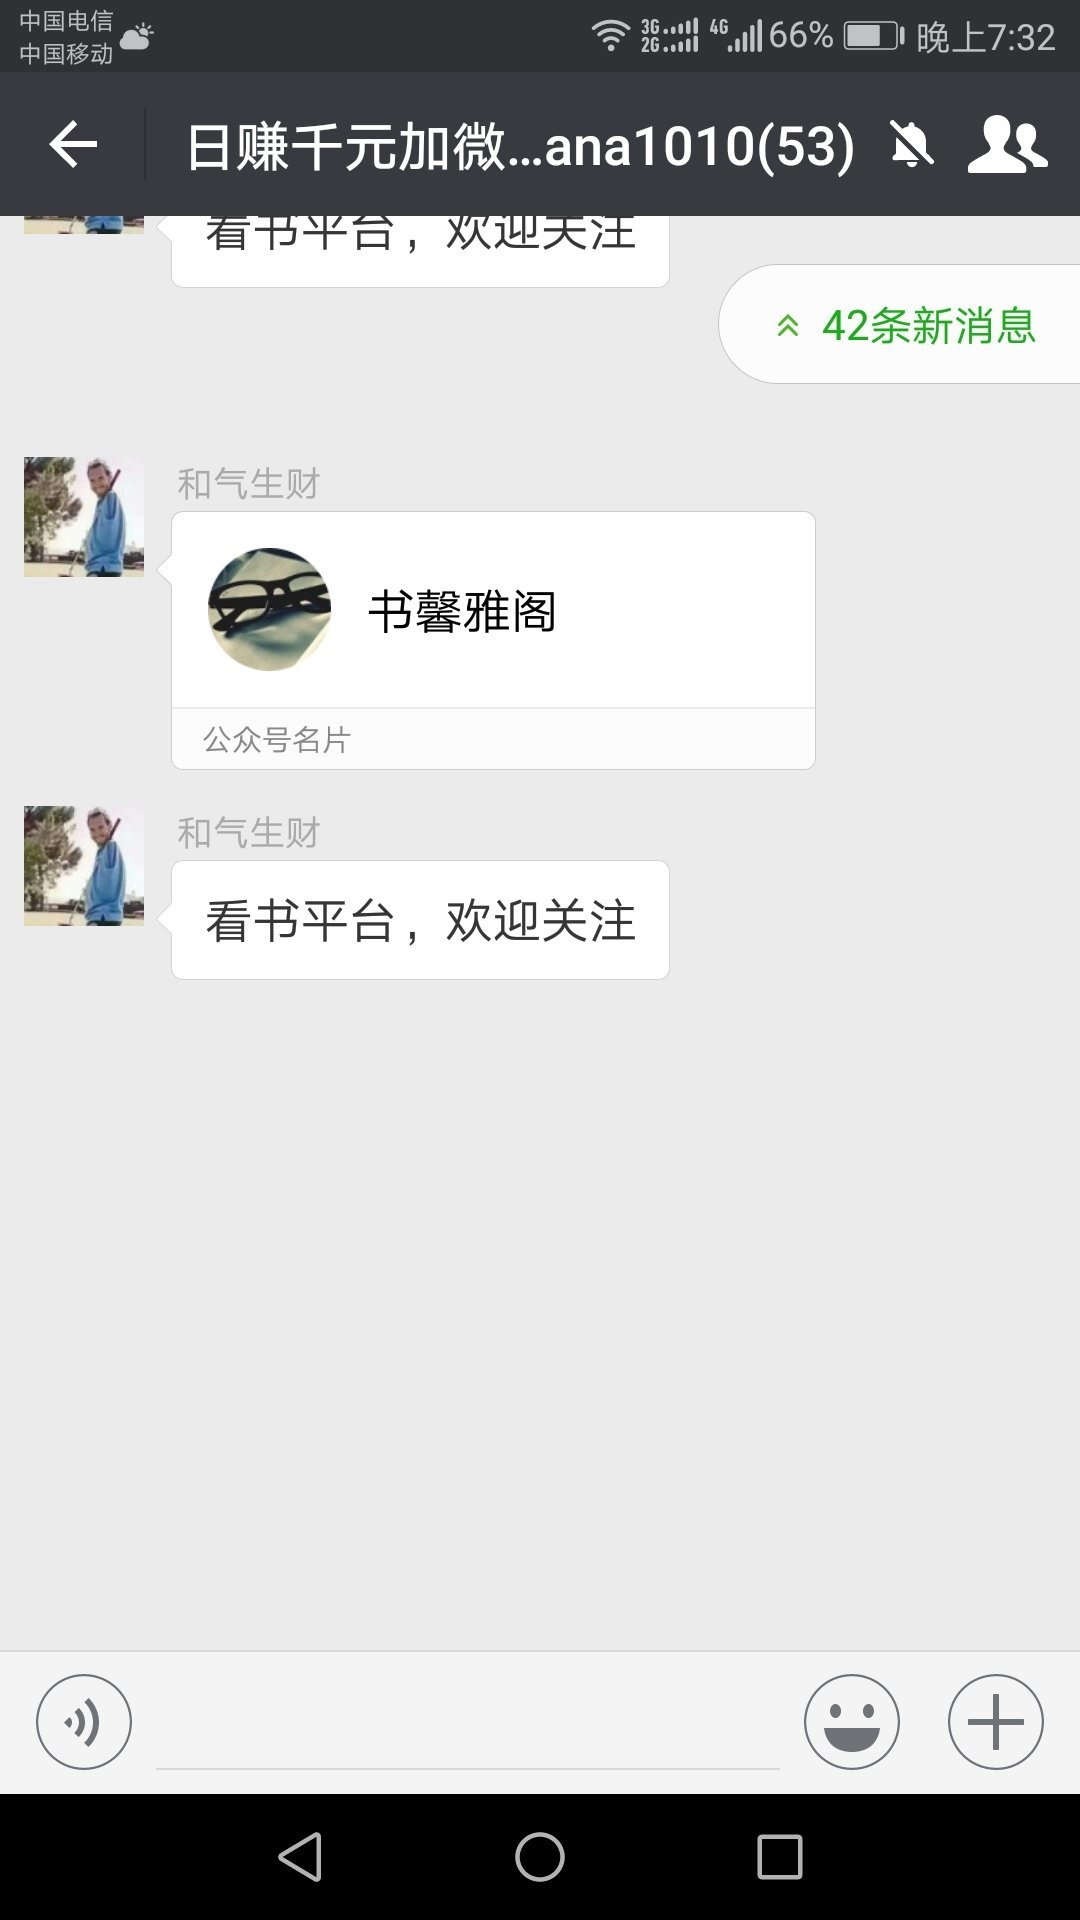 中国电信
中国移动
3G
2G
4G
66%
晚上7:32
日赚千元加微...ana1010(53)
看书平台，欢迎关注
42条新消息
和气生财
书馨雅阁
公众号名片
和气生财
看书平台，欢迎关注